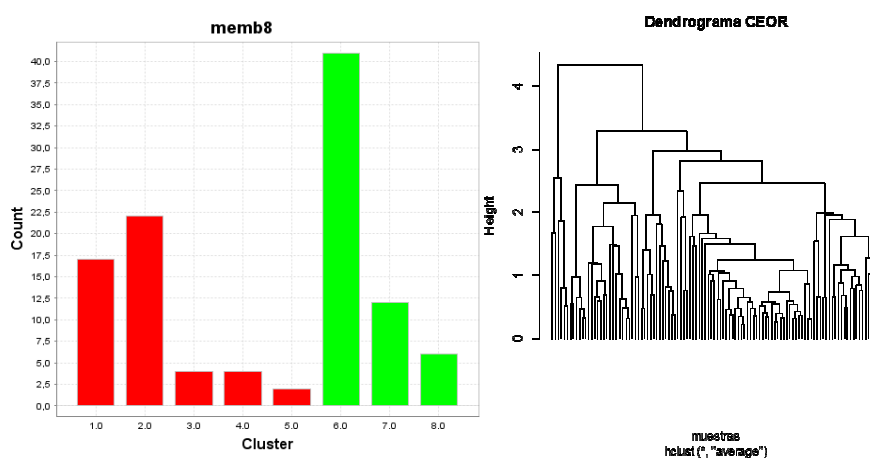 memb8
40,0
37,5
35,0
32,5
30,0
27,5
25,0
22,5
20,0
17,5
15,0
12,5
10,0
7,5
5,0
2,5
0,0
Count
1.0 2.0 3.0 4.0 5.0 6.0 7.0 8.0
Cluster
Dendrograma CEOR
4
3
2
1
0
Height
muestras
hclust (*, "average")